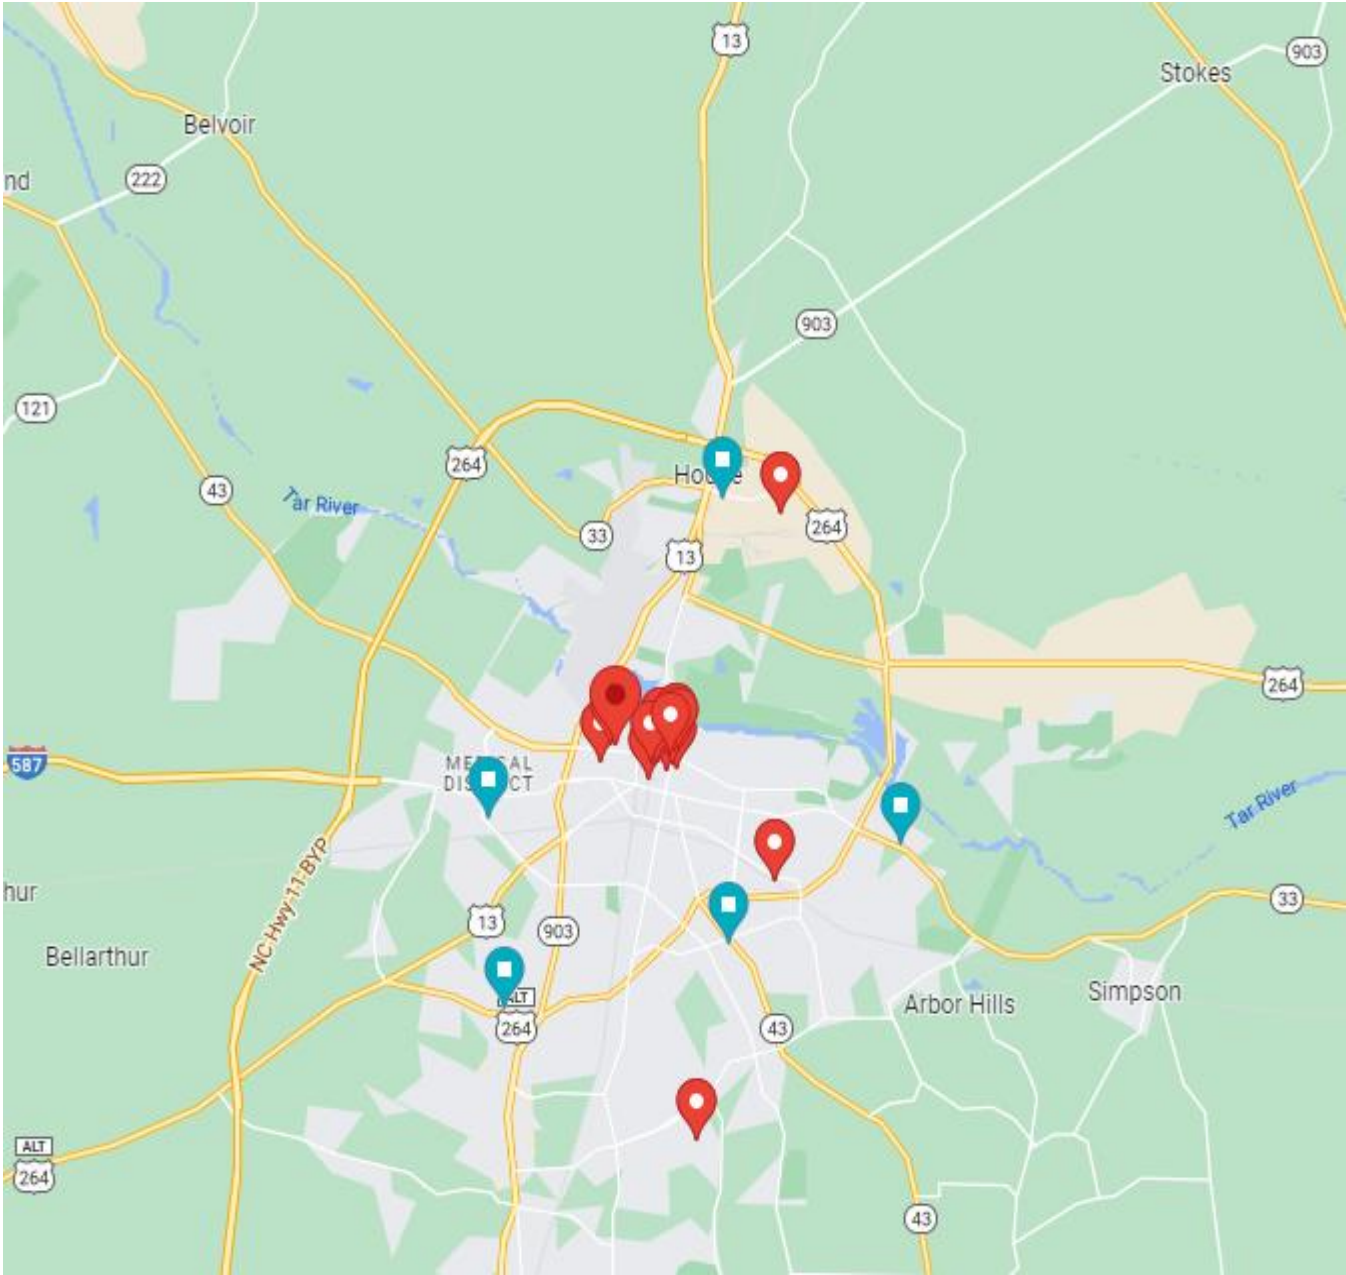 13
903
Stokes
Belvoir
222
nd
903
121
264
43
Tar River
33
13
264
264
587
MEDICAL
DISTRICT
Tar River
NC Hwy 11-BYP
hur
33
13
903
Bellarthur
Simpson
Arbor Hills
ALT
264
43
ALT
264
43